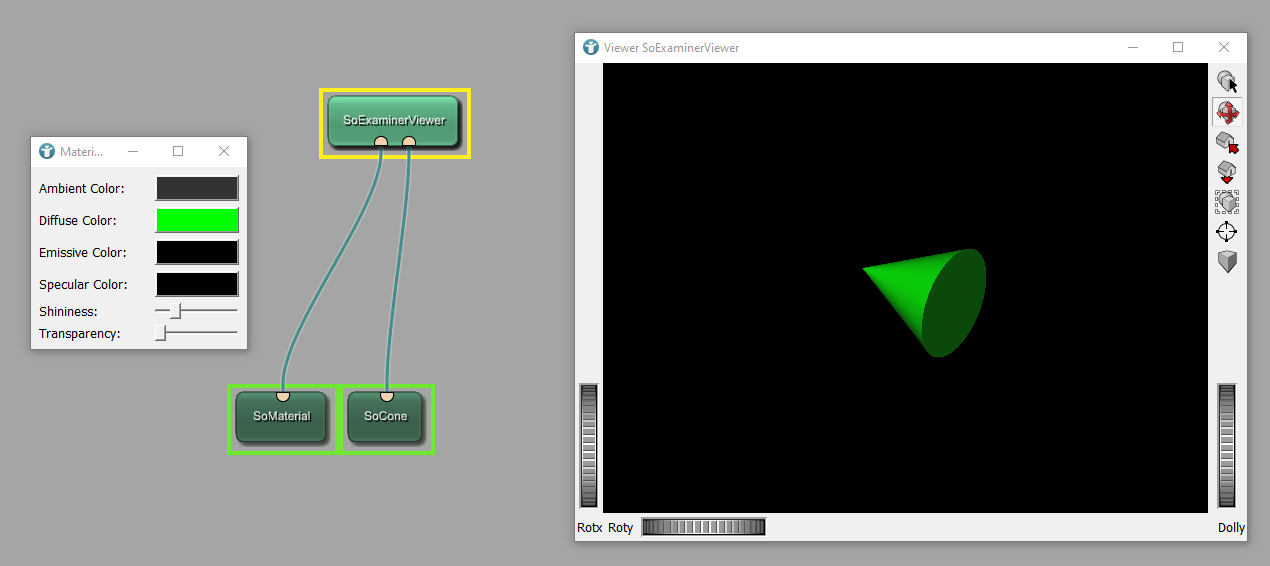 Materi...
Ambient Color:
Diffuse Color:
Emissive Color:
Specular Color:
Shininess:
Transparency:
SoExaminerViewer
SoMaterial
SoCone
Viewer SoExaminerViewer
Rotx Roty
Dolly